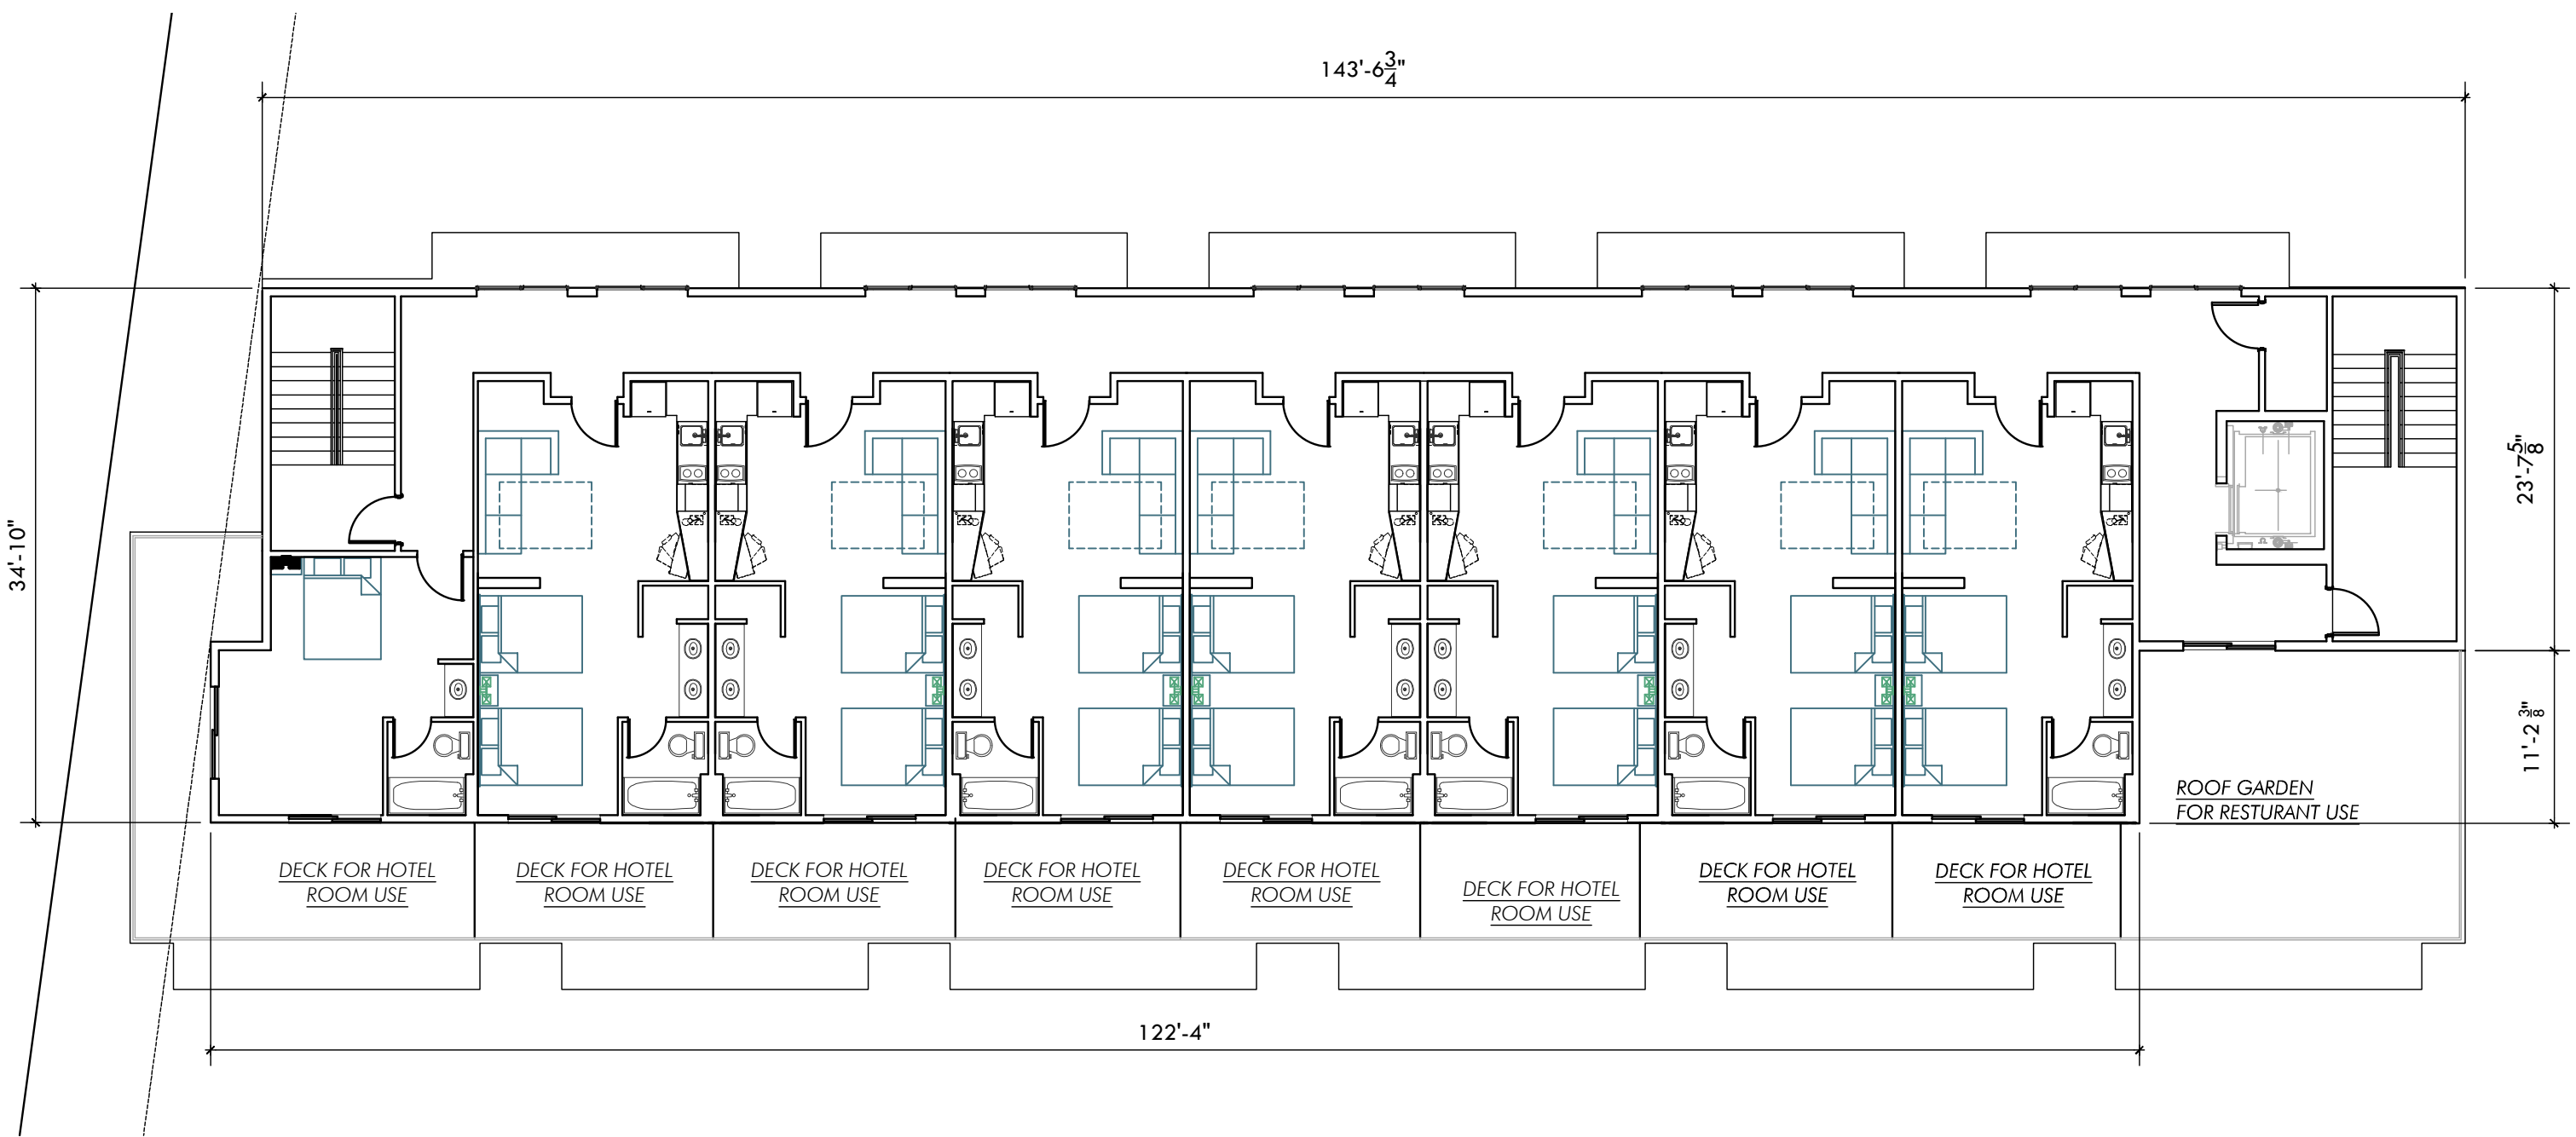 143'-6 3/4"
34'-10"
23'-7 5/8"
11'-2 3/8"
ROOF GARDEN
FOR RESTURANT USE
DECK FOR HOTEL
ROOM USE
DECK FOR HOTEL
ROOM USE
DECK FOR HOTEL
ROOM USE
DECK FOR HOTEL
ROOM USE
DECK FOR HOTEL
ROOM USE
DECK FOR HOTEL
ROOM USE
DECK FOR HOTEL
ROOM USE
DECK FOR HOTEL
ROOM USE
122'-4"